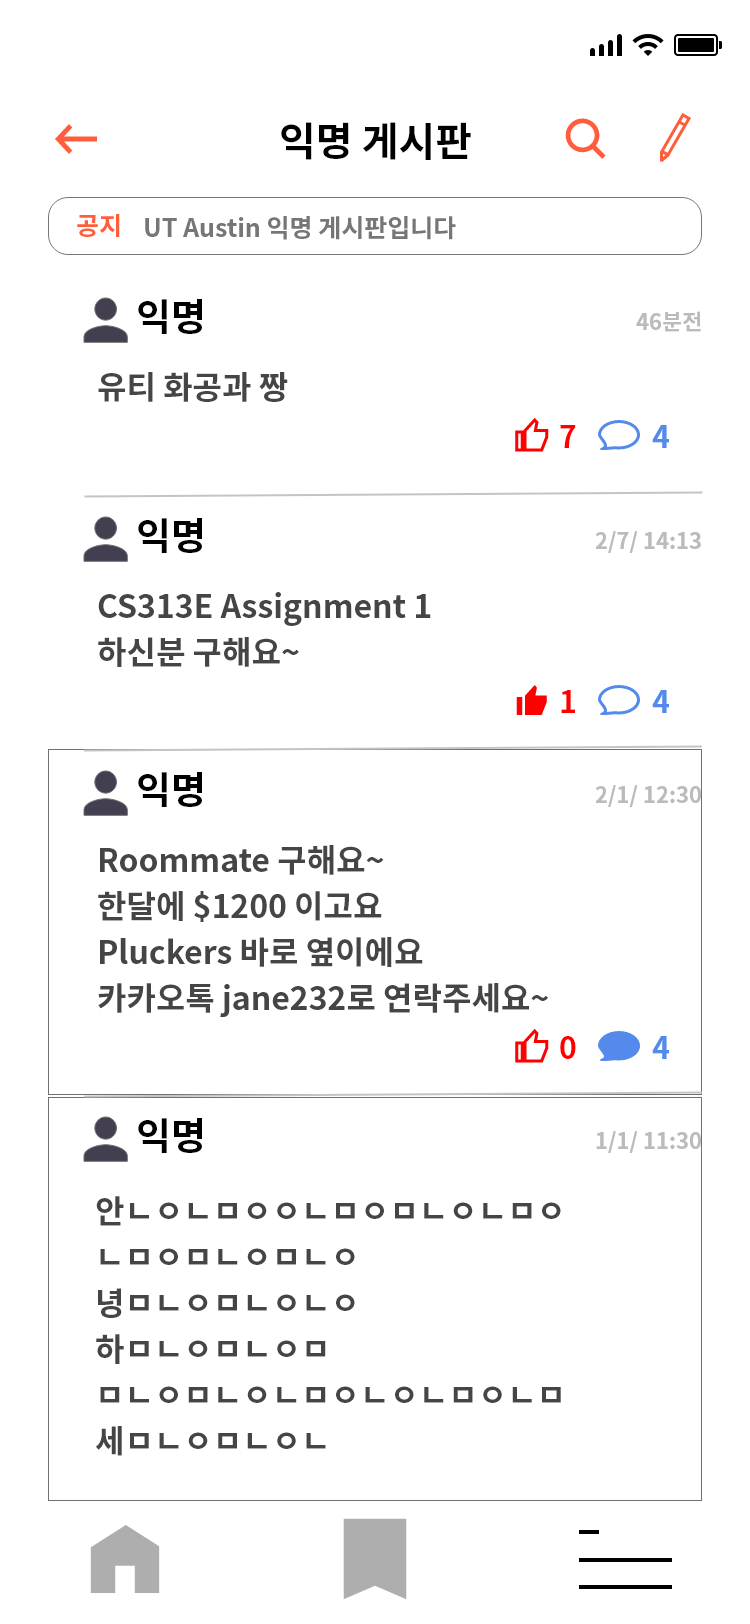 익명 게시판
공지 UT Austin 익명 게시판입니다
익명 46분전
유티 화공과 짱
7 4
익명 2/7/ 14:13
CS313E Assignment 1
하신분 구해요~
1 4
익명 2/1/ 12:30
Roommate 구해요~
한달에 $1200 이고요
Pluckers 바로 옆이에요
카카오톡 jane232로 연락주세요~
0 4
익명 1/1/ 11:30
안ㄴㅇㄴㅁㅇㅇㄴㅁㅇㅁㄴㅇㄴㅁㅇ
ㄴㅁㅇㅁㄴㅇㅁㄴㅇ
녕ㅁㄴㅇㅁㄴㅇㄴㅇ
하ㅁㄴㅇㅁㄴㅇㅁ
ㅁㄴㅇㅁㄴㅇㄴㅁㅇㄴㅇㄴㅁㅇㄴㅁ
세ㅁㄴㅇㅁㄴㅇㄴ